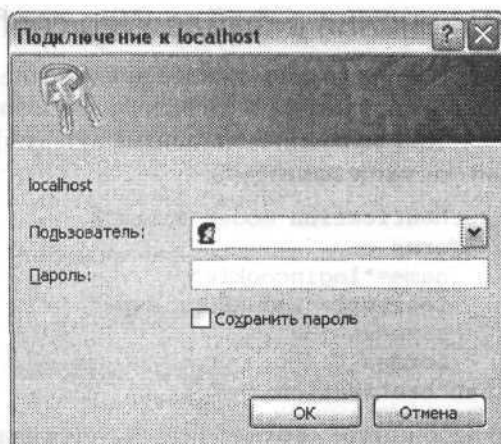 Подключение к localhost
localhost
Пользователь:
Пароль:
Сохранить пароль
OK
Отмена